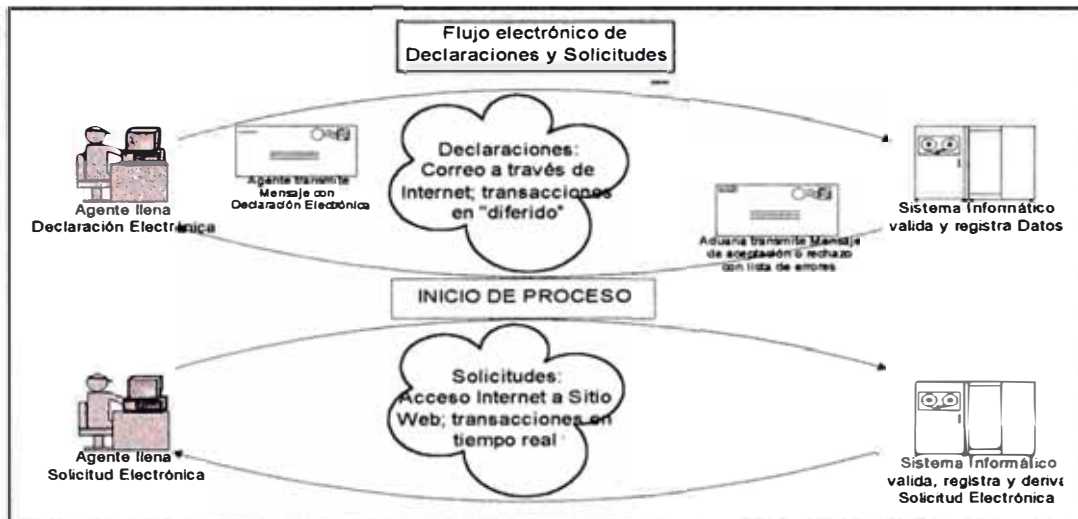 Flujo electrónico de
Declaraciones y Solicitudes
Agente llena
Declaración Electrónica
Agente transmite
Mensaje con
Declaración Electrónica
Declaraciones:
Correo a través de
Internet; transacciones
en "diferido"
Aduana transmite Mensaje
de aceptación o rechazo
con lista de errores
Sistema Informático
valida y registra Datos
INICIO DE PROCESO
Agente llena
Solicitud Electrónica
Solicitudes:
Acceso Internet a Sitio
Web; transacciones en
tiempo real
Sistema Informático
valida, registra y deriva
Solicitud Electrónica